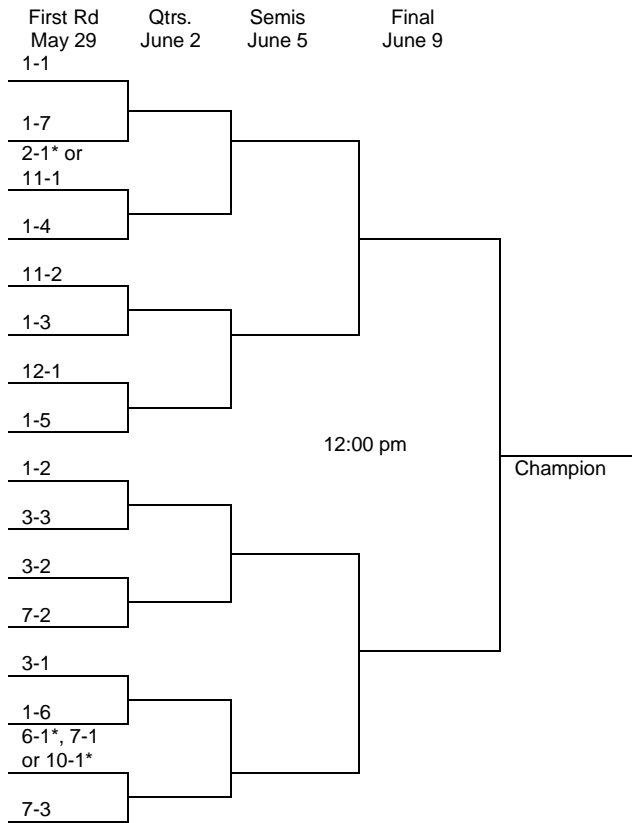 First Rd Qtrs. Semis Final
May 29 June 2 June 5 June 9
1-1
1-7
2-1* or
11-1
1-4
11-2
1-3
12-1
1-5
12:00 pm
1-2
Champion
3-3
3-2
7-2
3-1
1-6
6-1*, 7-1
or 10-1*
7-3